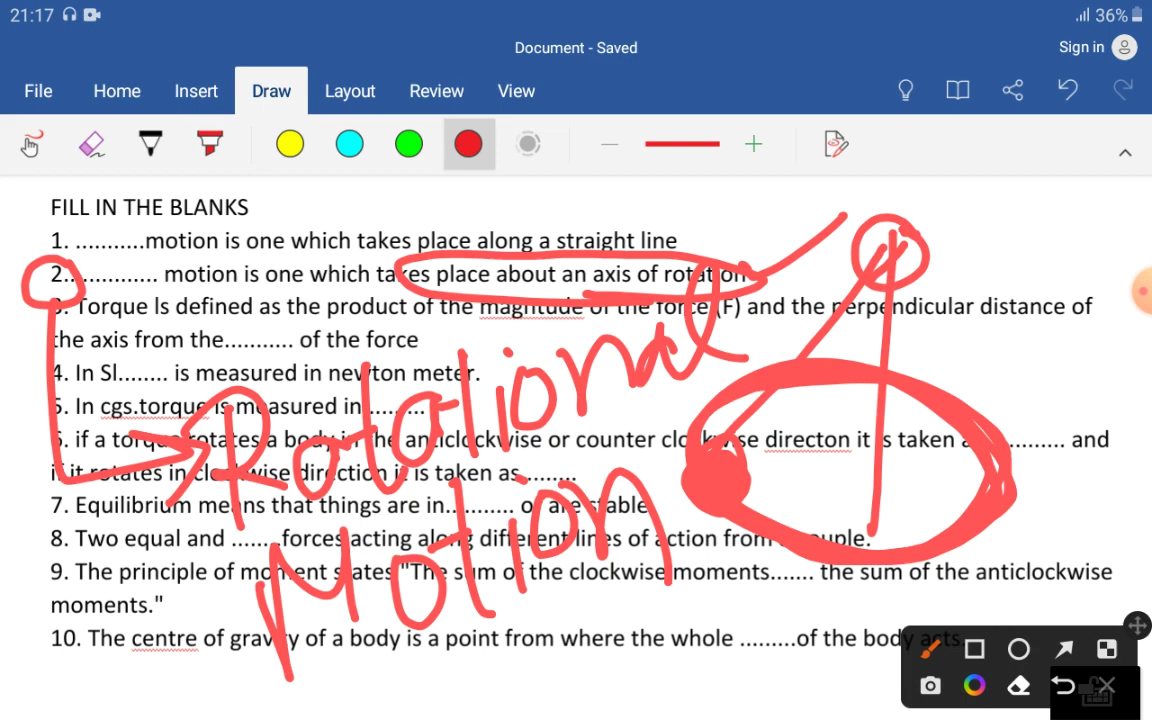 21:17
36%
Document - Saved
Sign in
File Home Insert Draw Layout Review View
FILL IN THE BLANKS
1. ...........motion is one which takes place along a straight line
2.............. motion is one which takes place about an axis of rotation
3. Torque Is defined as the product of the magnitude of the force (F) and the perpendicular distance of
the axis from the........... of the force
4. In SI........ is measured in newton meter.
5. In cgs.torque is measured in .........
6. if a torque rotates a body in the anticlockwise or counter clockwise directon it is taken as .......... and
if it rotates in clockwise direction it is taken as.........
7. Equilibrium means that things are in........... or are stable
8. Two equal and ........forces acting along different lines of action from a couple.
9. The principle of moment states "The sum of the clockwise moments....... the sum of the anticlockwise
moments."
10. The centre of gravity of a body is a point from where the whole .........of the body acts.
Rotational
Motion